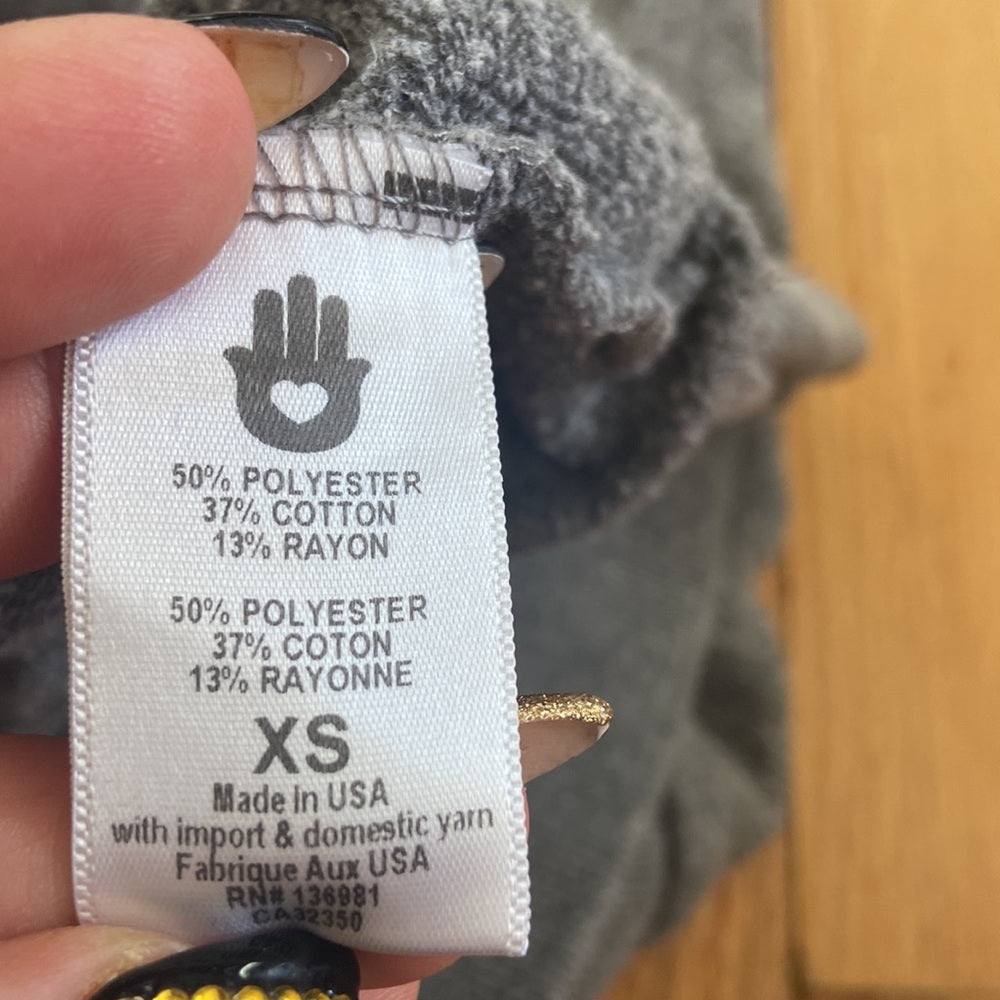 50% POLYESTER
37% COTTON
13% RAYON
50% POLYESTER
37% COTON
13% RAYONNE
XS
Made In USA
with import & domestic yarn
Fabrique Aux USA
RN# 136981
CA32350